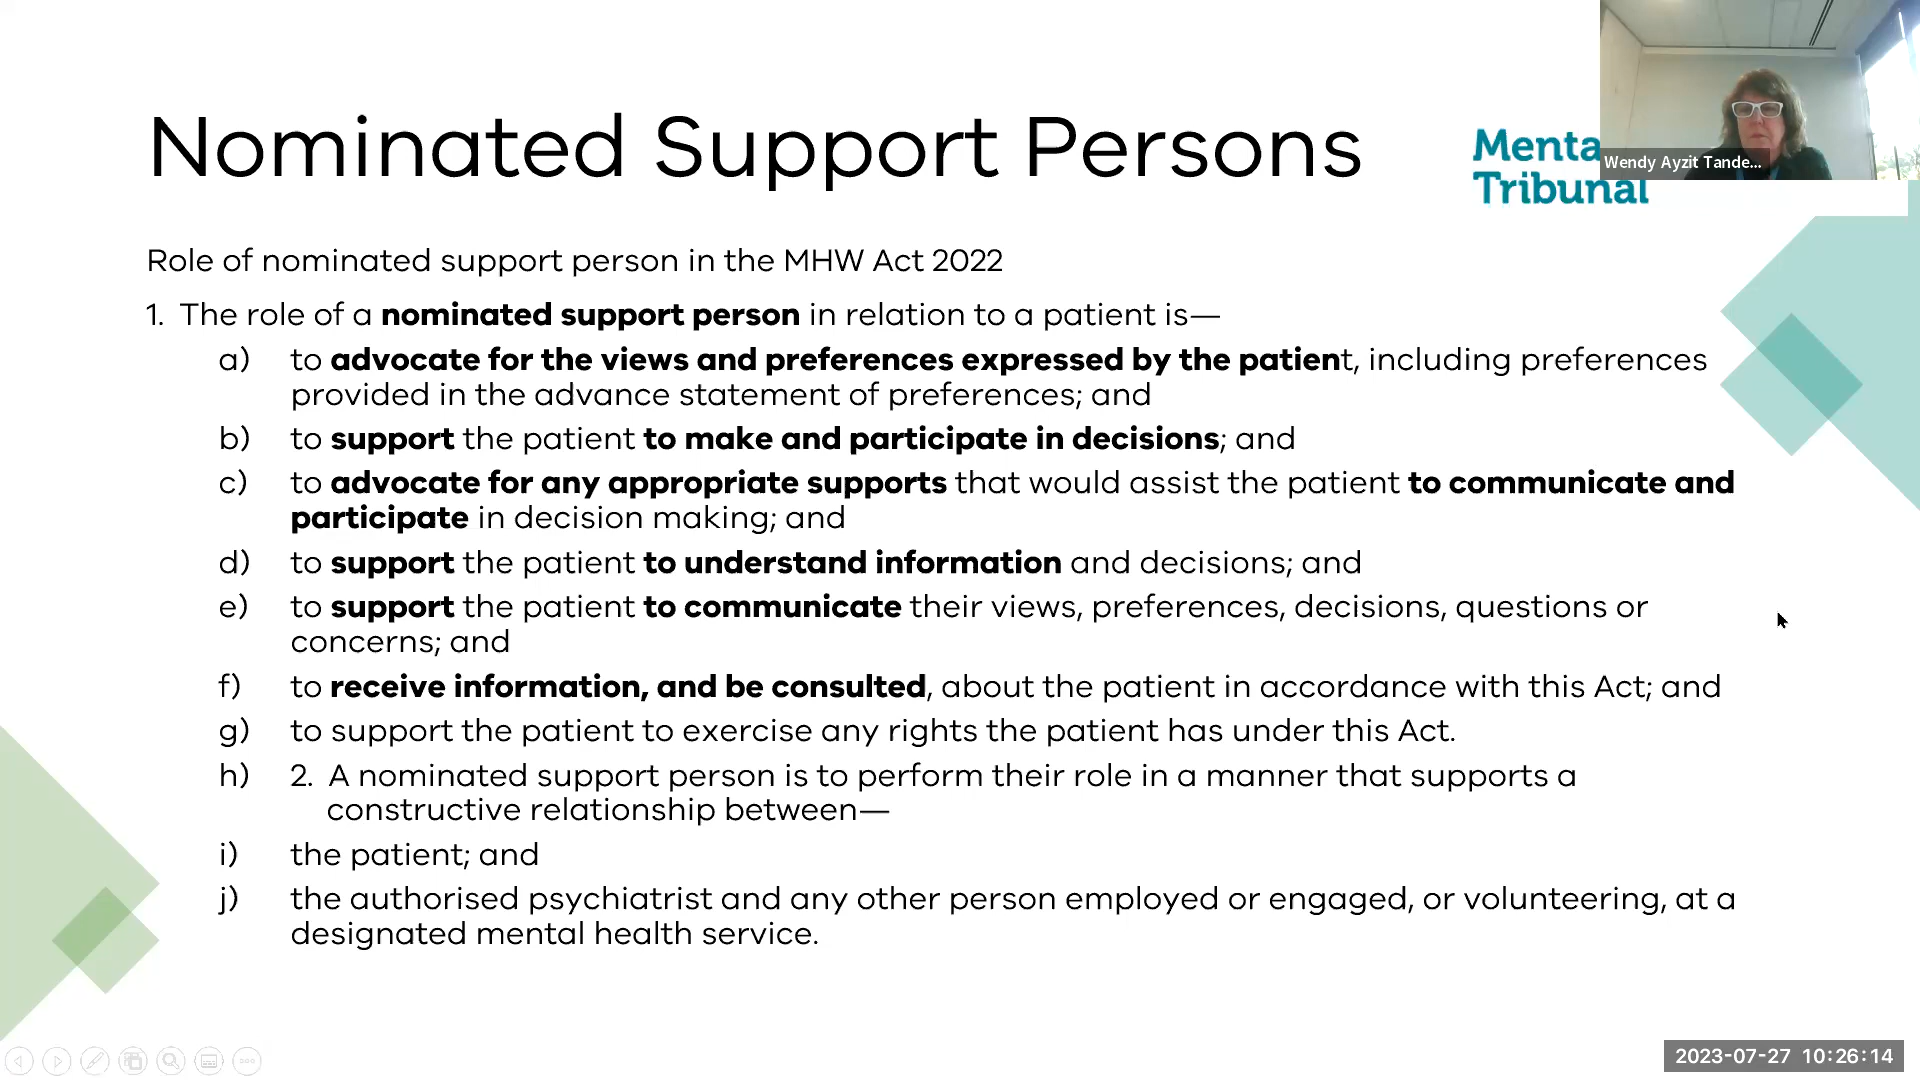 Nominated Support Persons
Menta
Tribunal
Wendy Ayzit Tande...
Role of nominated support person in the MHW Act 2022
1. The role of a nominated support person in relation to a patient is—
a) to advocate for the views and preferences expressed by the patient, including preferences
provided in the advance statement of preferences; and
b) to support the patient to make and participate in decisions; and
c) to advocate for any appropriate supports that would assist the patient to communicate and
participate in decision making; and
d) to support the patient to understand information and decisions; and
e) to support the patient to communicate their views, preferences, decisions, questions or
concerns; and
f) to receive information, and be consulted, about the patient in accordance with this Act; and
g) to support the patient to exercise any rights the patient has under this Act.
h) 2. A nominated support person is to perform their role in a manner that supports a
constructive relationship between—
i) the patient; and
j) the authorised psychiatrist and any other person employed or engaged, or volunteering, at a
designated mental health service.
2023-07-27 10:26:14